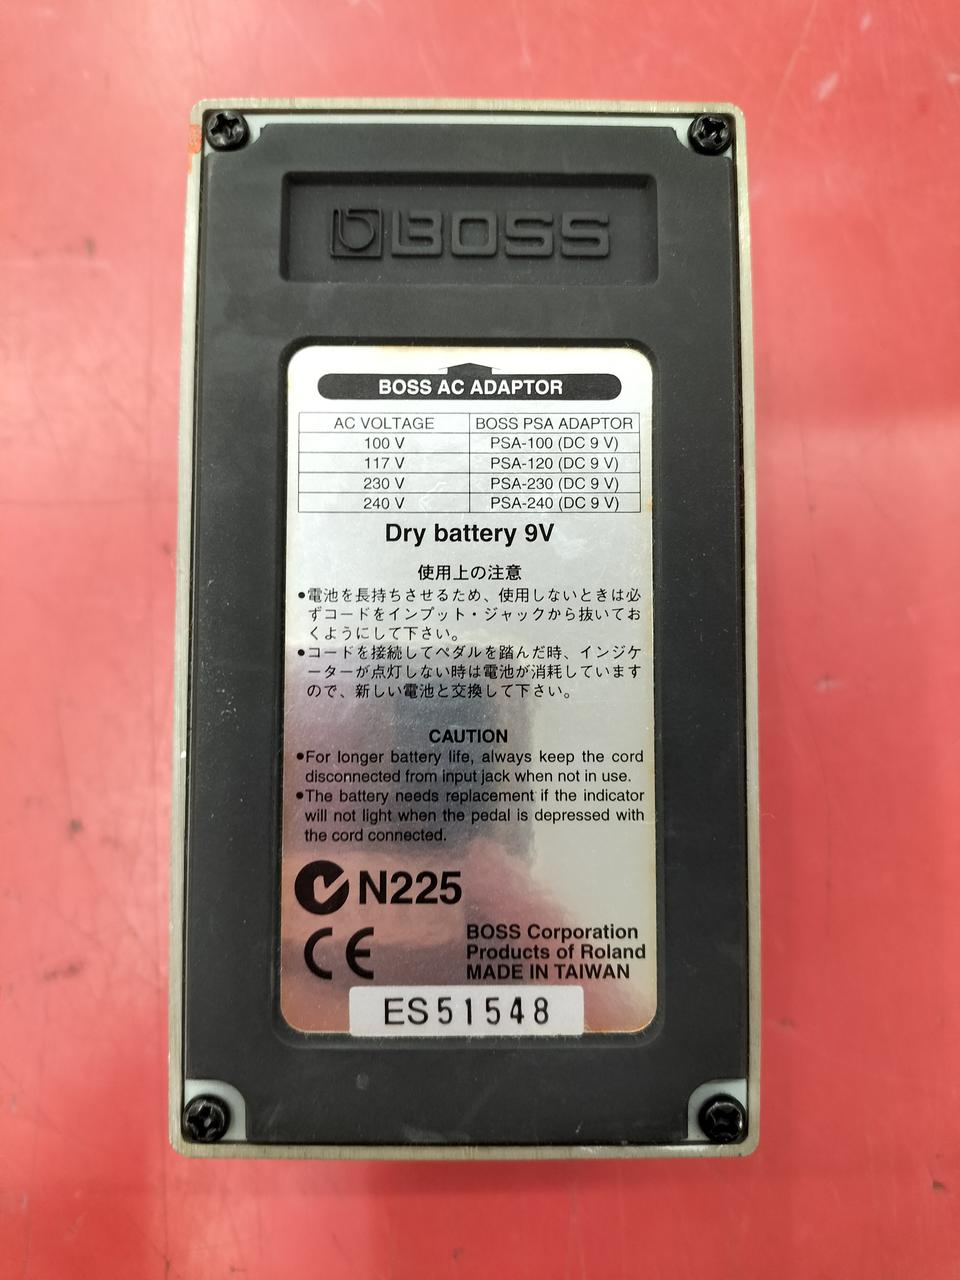 BOSS
BOSS AC ADAPTOR
AC VOLTAGE BOSS PSA ADAPTOR
100 V PSA-100 (DC 9 V)
117 V PSA-120 (DC 9 V)
230 V PSA-230 (DC 9 V)
240 V PSA-240 (DC 9 V)
Dry battery 9V
使用上の注意
●電池を長持ちさせるため、使用しないときは必
ずコードをインプット・ジャックから抜いてお
くようにして下さい。
●コードを接続してペダルを踏んだ時、インジケ
ーターが点灯しない時は電池が消耗しています
ので、新しい電池と交換して下さい。
CAUTION
●For longer battery life, always keep the cord
disconnected from input jack when not in use.
●The battery needs replacement if the indicator
will not light when the pedal is depressed with
the cord connected.
N225
CE
BOSS Corporation
Products of Roland
MADE IN TAIWAN
ES51548